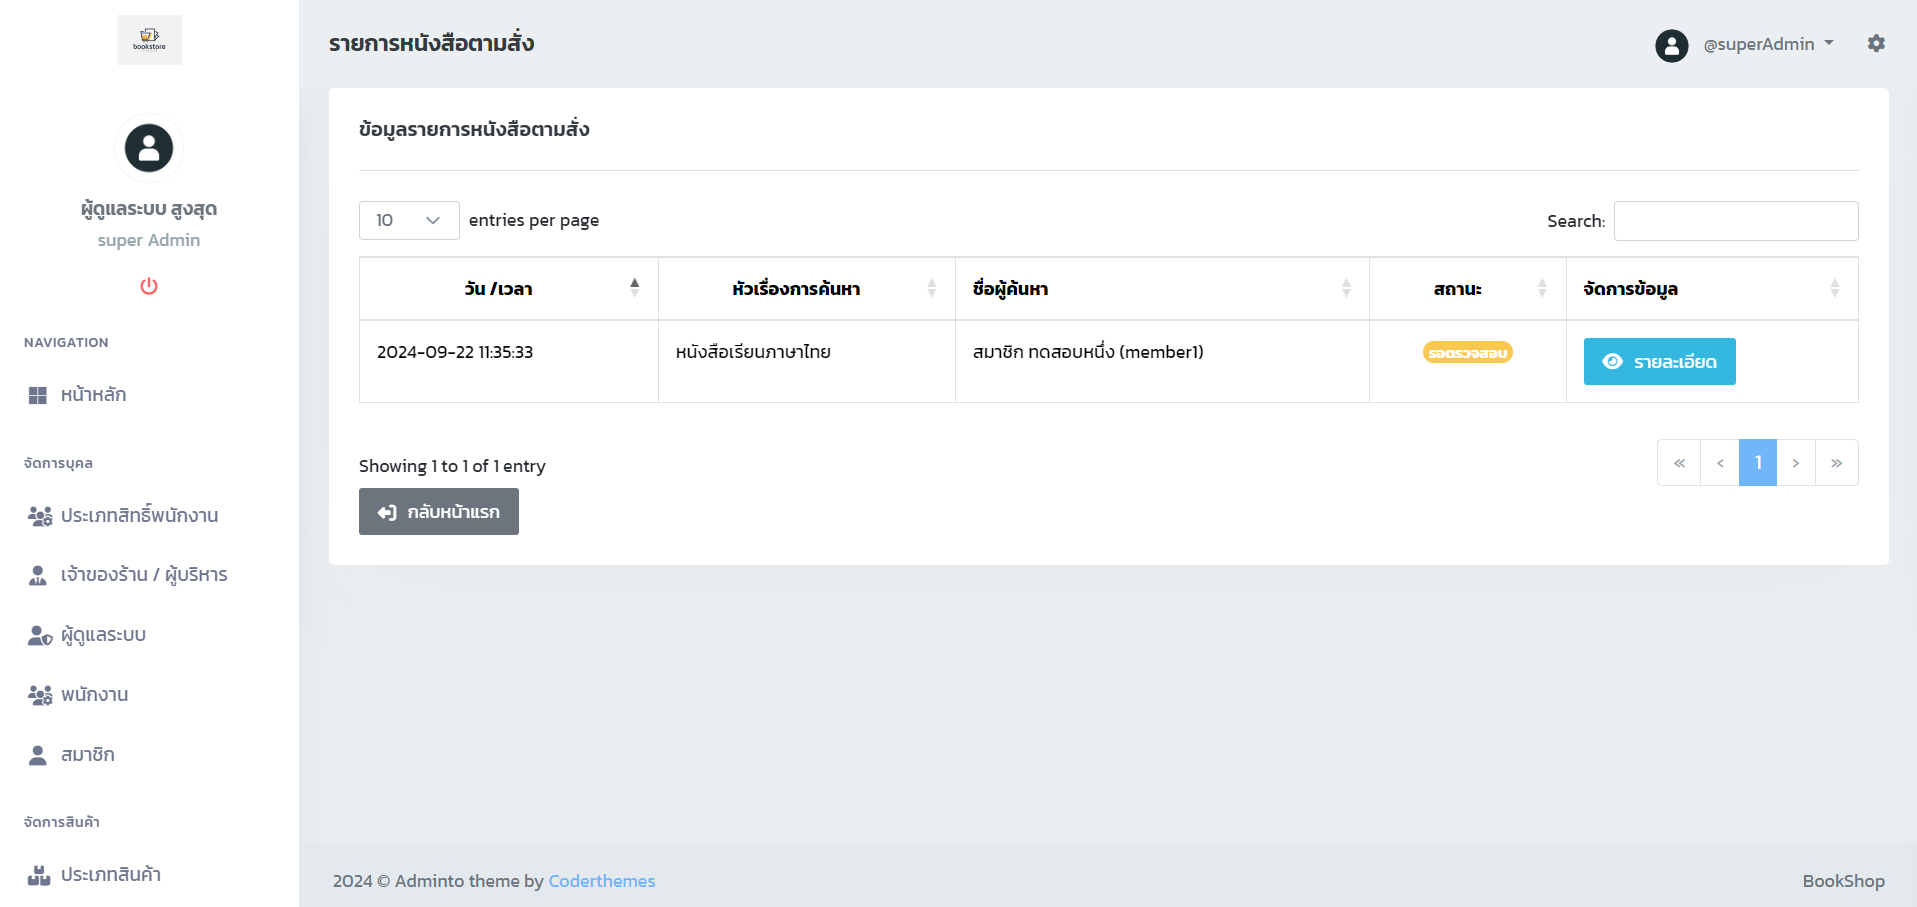 bookstore
ผู้ดูแลระบบ สูงสุด
super Admin
NAVIGATION
หน้าหลัก
จัดการบุคล
ประเภทสิทธิ์พนักงาน
เจ้าของร้าน / ผู้บริหาร
ผู้ดูแลระบบ
พนักงาน
สมาชิก
จัดการสินค้า
ประเภทสินค้า
รายการหนังสือตามสั่ง
@superAdmin
ข้อมูลรายการหนังสือตามสั่ง
10 entries per page
Search:
วัน /เวลา หัวเรื่องการค้นหา ชื่อผู้ค้นหา สถานะ จัดการข้อมูล
2024-09-22 11:35:33 หนังสือเรียนภาษาไทย สมาชิก ทดสอบหนึ่ง (member1) รอตรวจสอบ รายละเอียด
Showing 1 to 1 of 1 entry
« ‹ 1 › »
กลับหน้าแรก
2024 © Adminto theme by Coderthemes
BookShop